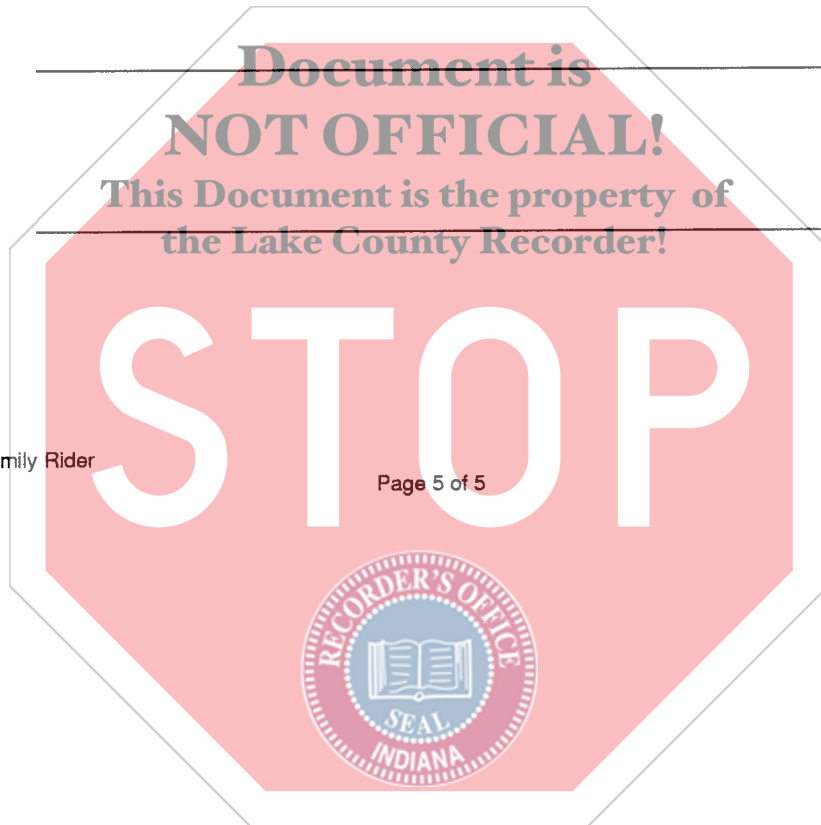 Document is
NOT OFFICIAL!
This Document is the property of
the Lake County Recorder!
STOP
mily Rider
Page 5 of 5
RECORDER'S OFFICE
SEAL
INDIANA